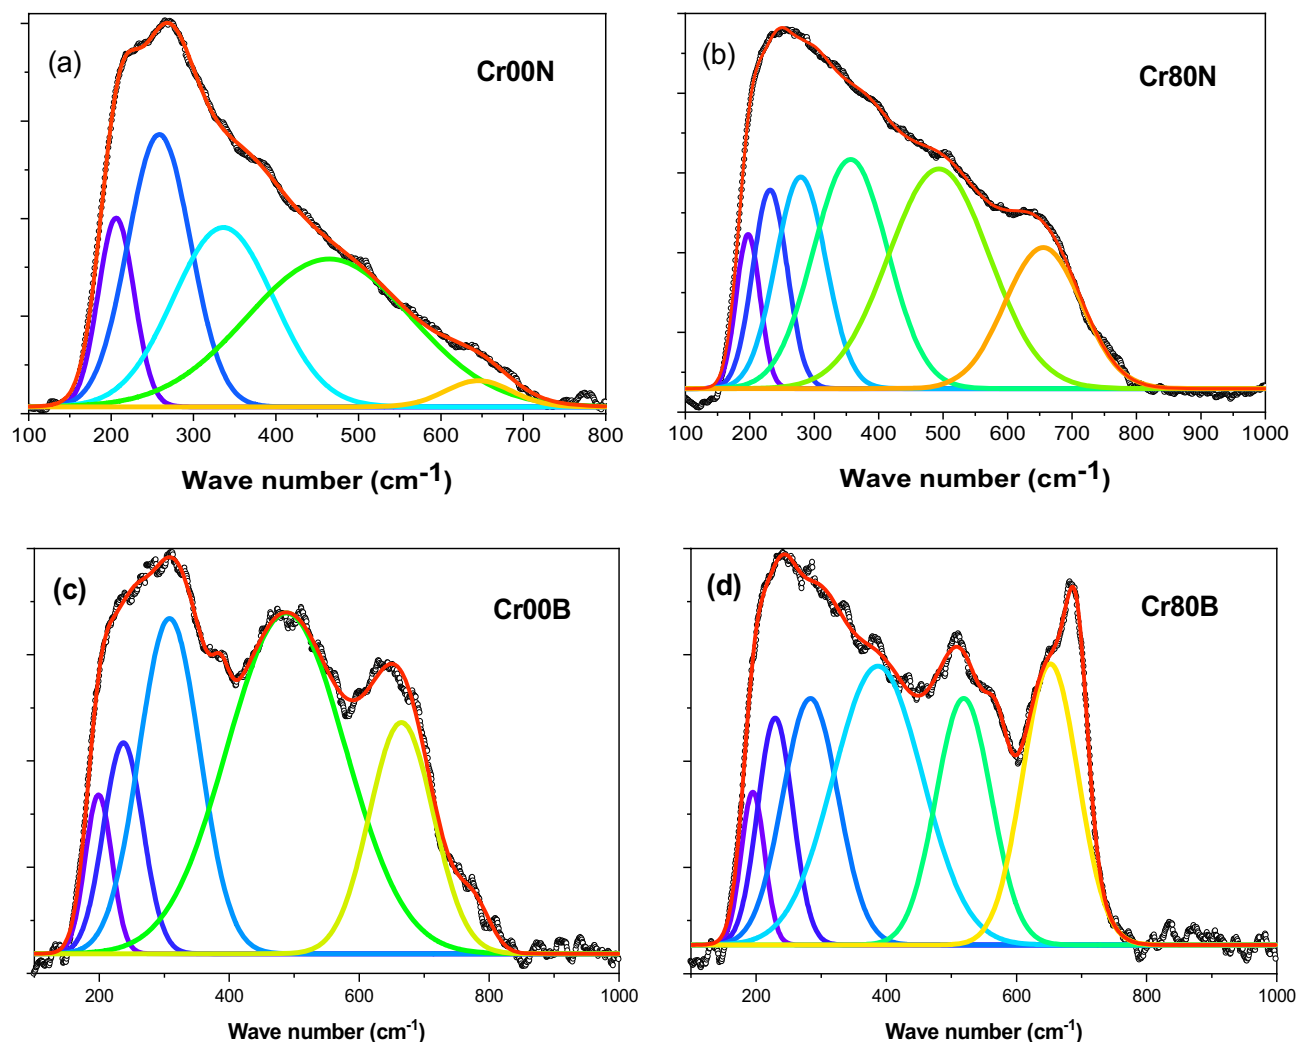 (a)
Cr00N
100 200 300 400 500 600 700 800
Wave number (cm-1)
(b)
Cr80N
100 200 300 400 500 600 700 800 900 1000
Wave number (cm-1)
(c)
Cr00B
200 400 600 800 1000
Wave number (cm-1)
(d)
Cr80B
200 400 600 800 1000
Wave number (cm-1)